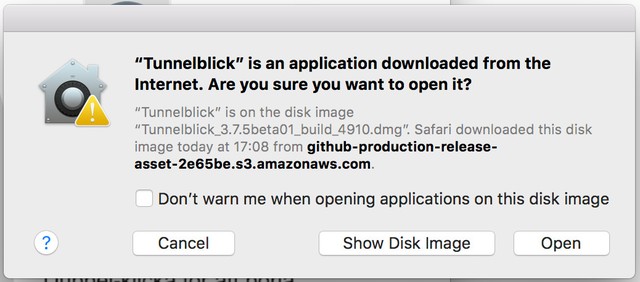 “Tunnelblick” is an application downloaded from the
Internet. Are you sure you want to open it?
“Tunnelblick” is on the disk image
“Tunnelblick_3.7.5beta01_build_4910.dmg”. Safari downloaded this disk
image today at 17:08 from github-production-release-
asset-2e65be.s3.amazonaws.com.
Don’t warn me when opening applications on this disk image
?
Cancel
Show Disk Image
Open